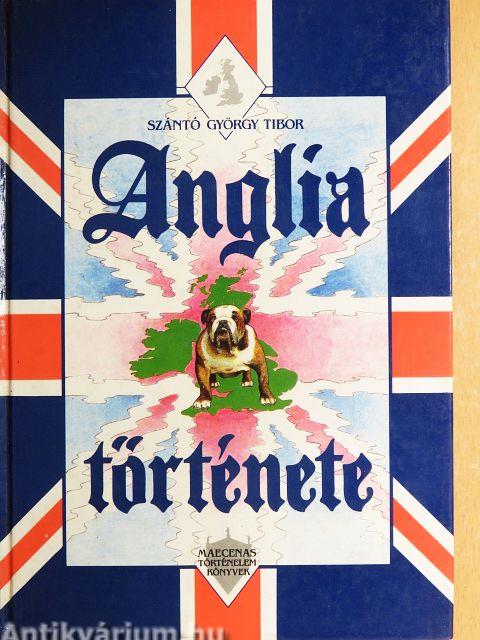 SZÁNTÓ GYÖRGY TIBOR
Anglia
története
MAECENAS
TÖRTÉNELEM
KÖNYVEK
Antikvárium.hu